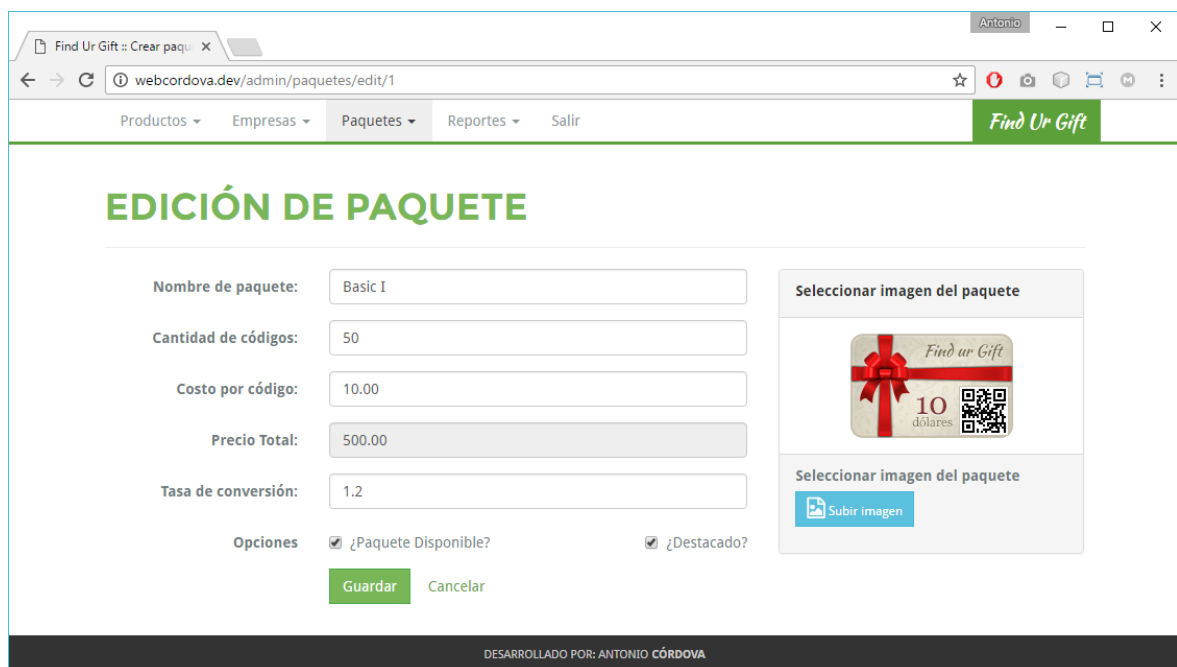 Antonio
Find Ur Gift :: Crear paqu
webcordova.dev/admin/paquetes/edit/1
Productos Empresas Paquetes Reportes Salir Find Ur Gift
EDICIÓN DE PAQUETE
Nombre de paquete: Basic I
Cantidad de códigos: 50
Costo por código: 10.00
Precio Total: 500.00
Tasa de conversión: 1.2
Opciones ¿Paquete Disponible? ¿Destacado?
Guardar Cancelar
Seleccionar imagen del paquete
Find ur Gift
10
dólares
Seleccionar imagen del paquete
Subir imagen
DESARROLLADO POR: ANTONIO CÓRDOVA